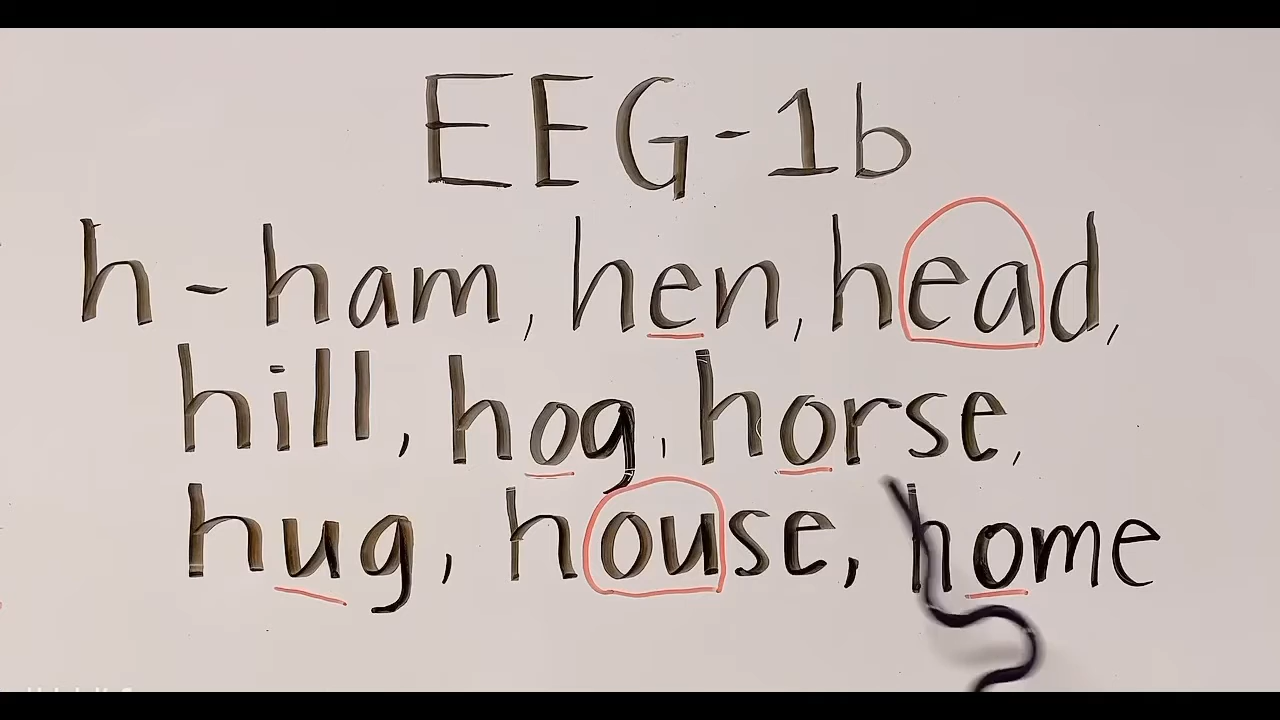 EEG-1b
h - ham, hen, head,
hill, hog, horse,
hug, house, home